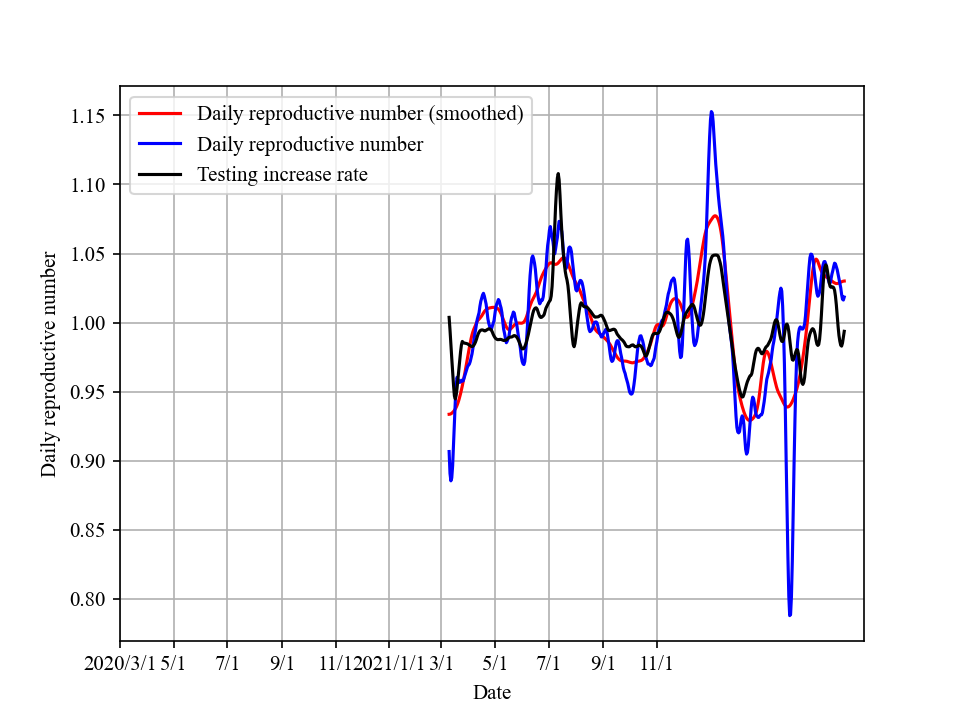 Daily reproductive number (smoothed)
Daily reproductive number
Testing increase rate
1.15
1.10
1.05
1.00
0.95
0.90
0.85
0.80
Daily reproductive number
2020/3/1 5/1 7/1 9/1 11/1 2021/1/1 3/1 5/1 7/1 9/1 11/1
Date